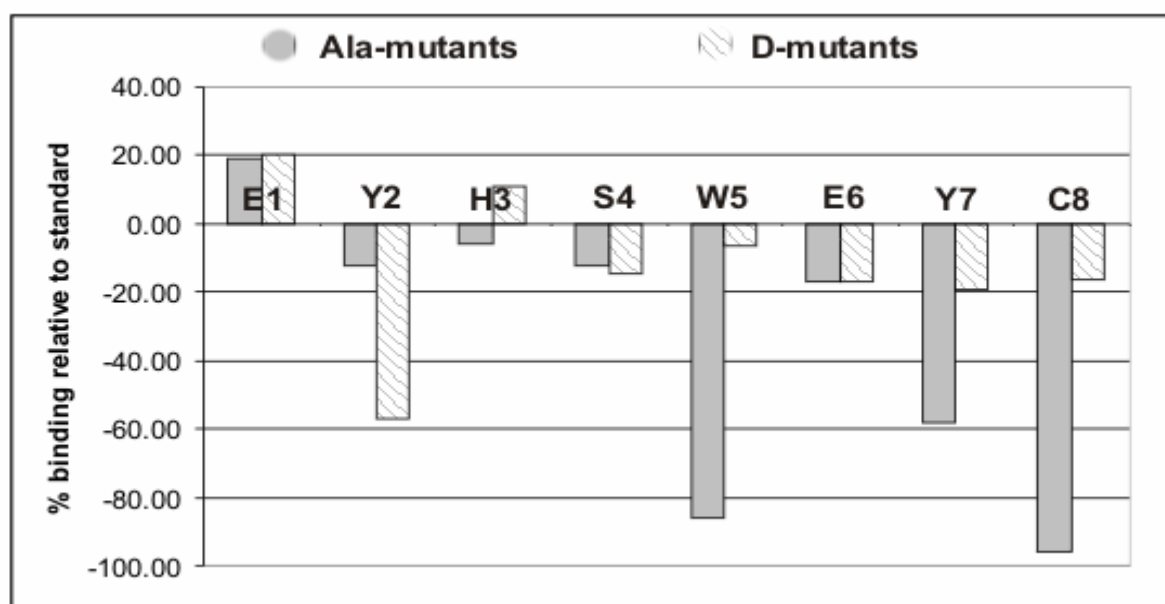 Ala-mutants D-mutants
% binding relative to standard
40.00
20.00
0.00
-20.00
-40.00
-60.00
-80.00
-100.00
E1 Y2 H3 S4 W5 E6 Y7 C8